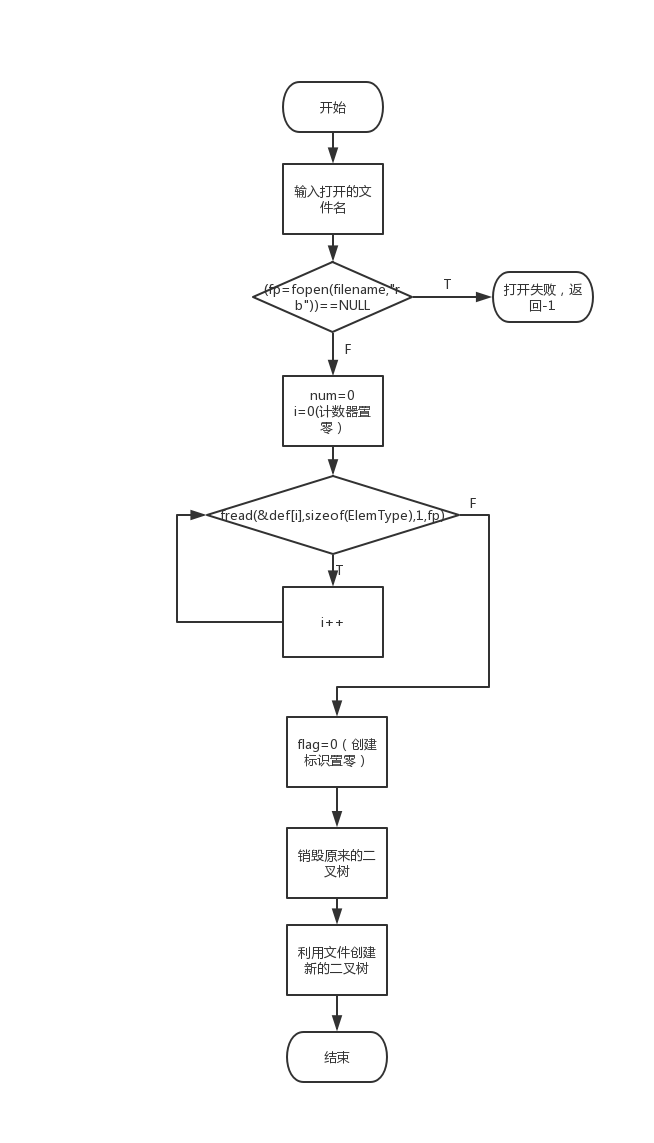 开始
输入打开的文
件名
(fp=fopen(filename,"r
b"))==NULL
T
打开失败，返
回-1
F
num=0
i=0(计数器置
零）
fread(&def[i],sizeof(ElemType),1,fp)
F
T
i++
flag=0（创建
标识置零）
销毁原来的二
叉树
利用文件创建
新的二叉树
结束